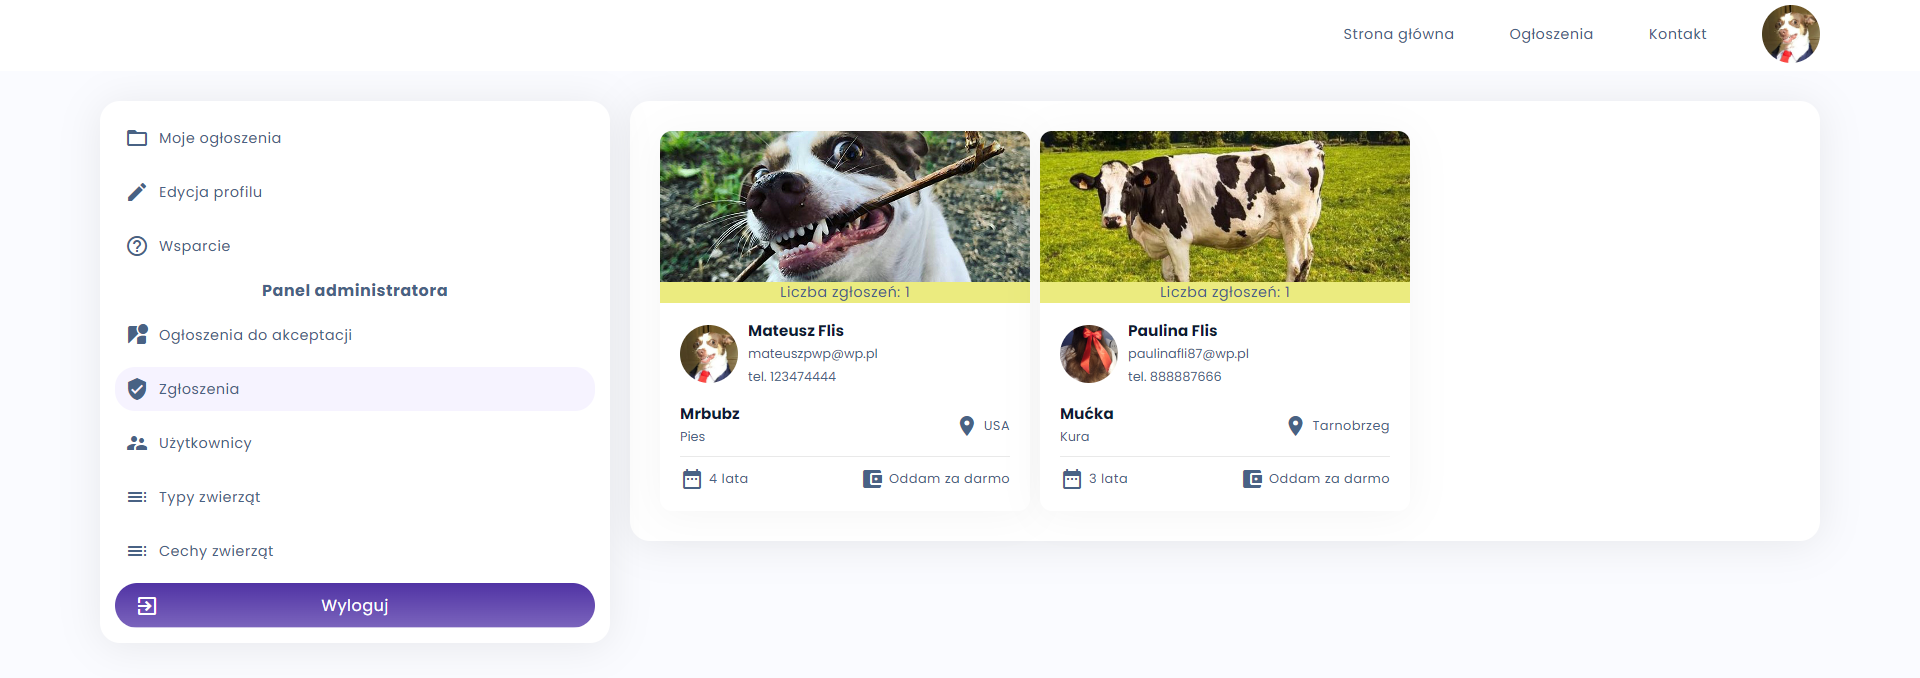 Strona główna
Ogłoszenia
Kontakt
Moje ogłoszenia
Edycja profilu
Wsparcie
Panel administratora
Ogłoszenia do akceptacji
Zgłoszenia
Użytkownicy
Typy zwierząt
Cechy zwierząt
Wyloguj
Liczba zgłoszeń: 1
Mateusz Flis
mateuszpwp@wp.pl
tel. 123474444
Mrbubz
Pies
USA
4 lata
Oddam za darmo
Liczba zgłoszeń: 1
Paulina Flis
paulinafli87@wp.pl
tel. 888887666
Mućka
Kura
Tarnobrzeg
3 lata
Oddam za darmo